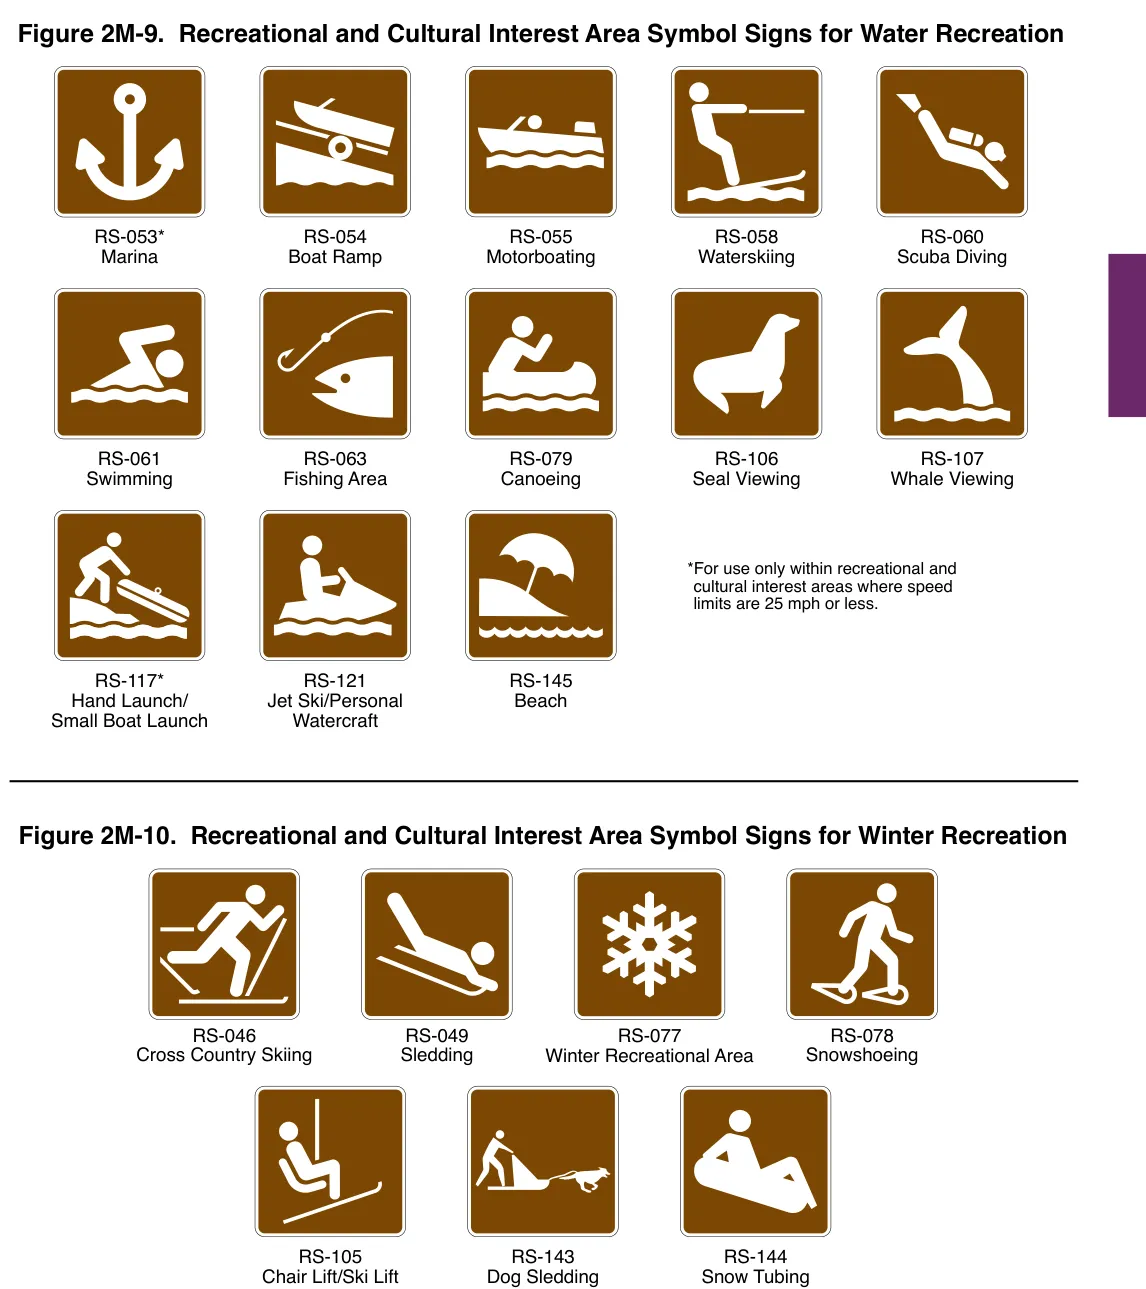 Figure 2M-9. Recreational and Cultural Interest Area Symbol Signs for Water Recreation
RS-053*
Marina
RS-054
Boat Ramp
RS-055
Motorboating
RS-058
Waterskiing
RS-060
Scuba Diving
RS-061
Swimming
RS-063
Fishing Area
RS-079
Canoeing
RS-106
Seal Viewing
RS-107
Whale Viewing
RS-117*
Hand Launch/
Small Boat Launch
RS-121
Jet Ski/Personal
Watercraft
RS-145
Beach
*For use only within recreational and
cultural interest areas where speed
limits are 25 mph or less.
Figure 2M-10. Recreational and Cultural Interest Area Symbol Signs for Winter Recreation
RS-046
Cross Country Skiing
RS-049
Sledding
RS-077
Winter Recreational Area
RS-078
Snowshoeing
RS-105
Chair Lift/Ski Lift
RS-143
Dog Sledding
RS-144
Snow Tubing